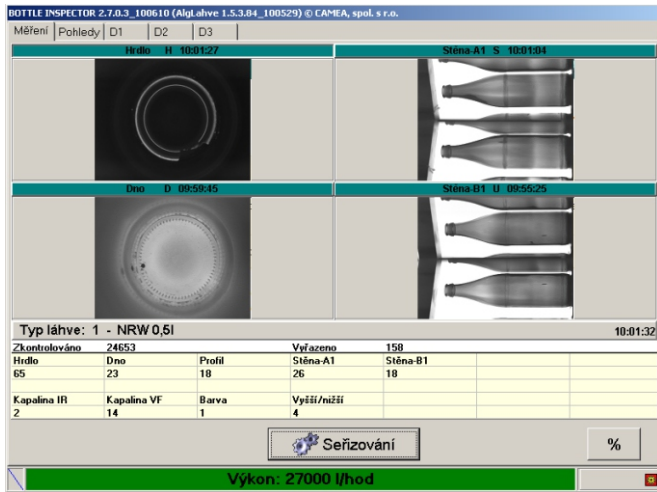 BOTTLE INSPECTOR 2.7.0.3_100610 (AlgLahve 1.5.3.84_100529) © CAMEA, spol. s r.o.
Měření Pohledy D1 D2 D3
Hrdlo H 10:01:27
Stěna-A1 S 10:01:04
Dno D 09:59:45
Stěna-B1 U 09:55:25
Typ láhve: 1 - NRW 0,5l 10:01:32
Zkontrolováno 24653 Vyřazeno 158
Hrdlo Dno Profil Stěna-A1 Stěna-B1
65 23 18 26 18
Kapalina IR Kapalina VF Barva Vyšší/nižší
2 14 1 4
Seřizování %
Výkon: 27000 l/hod